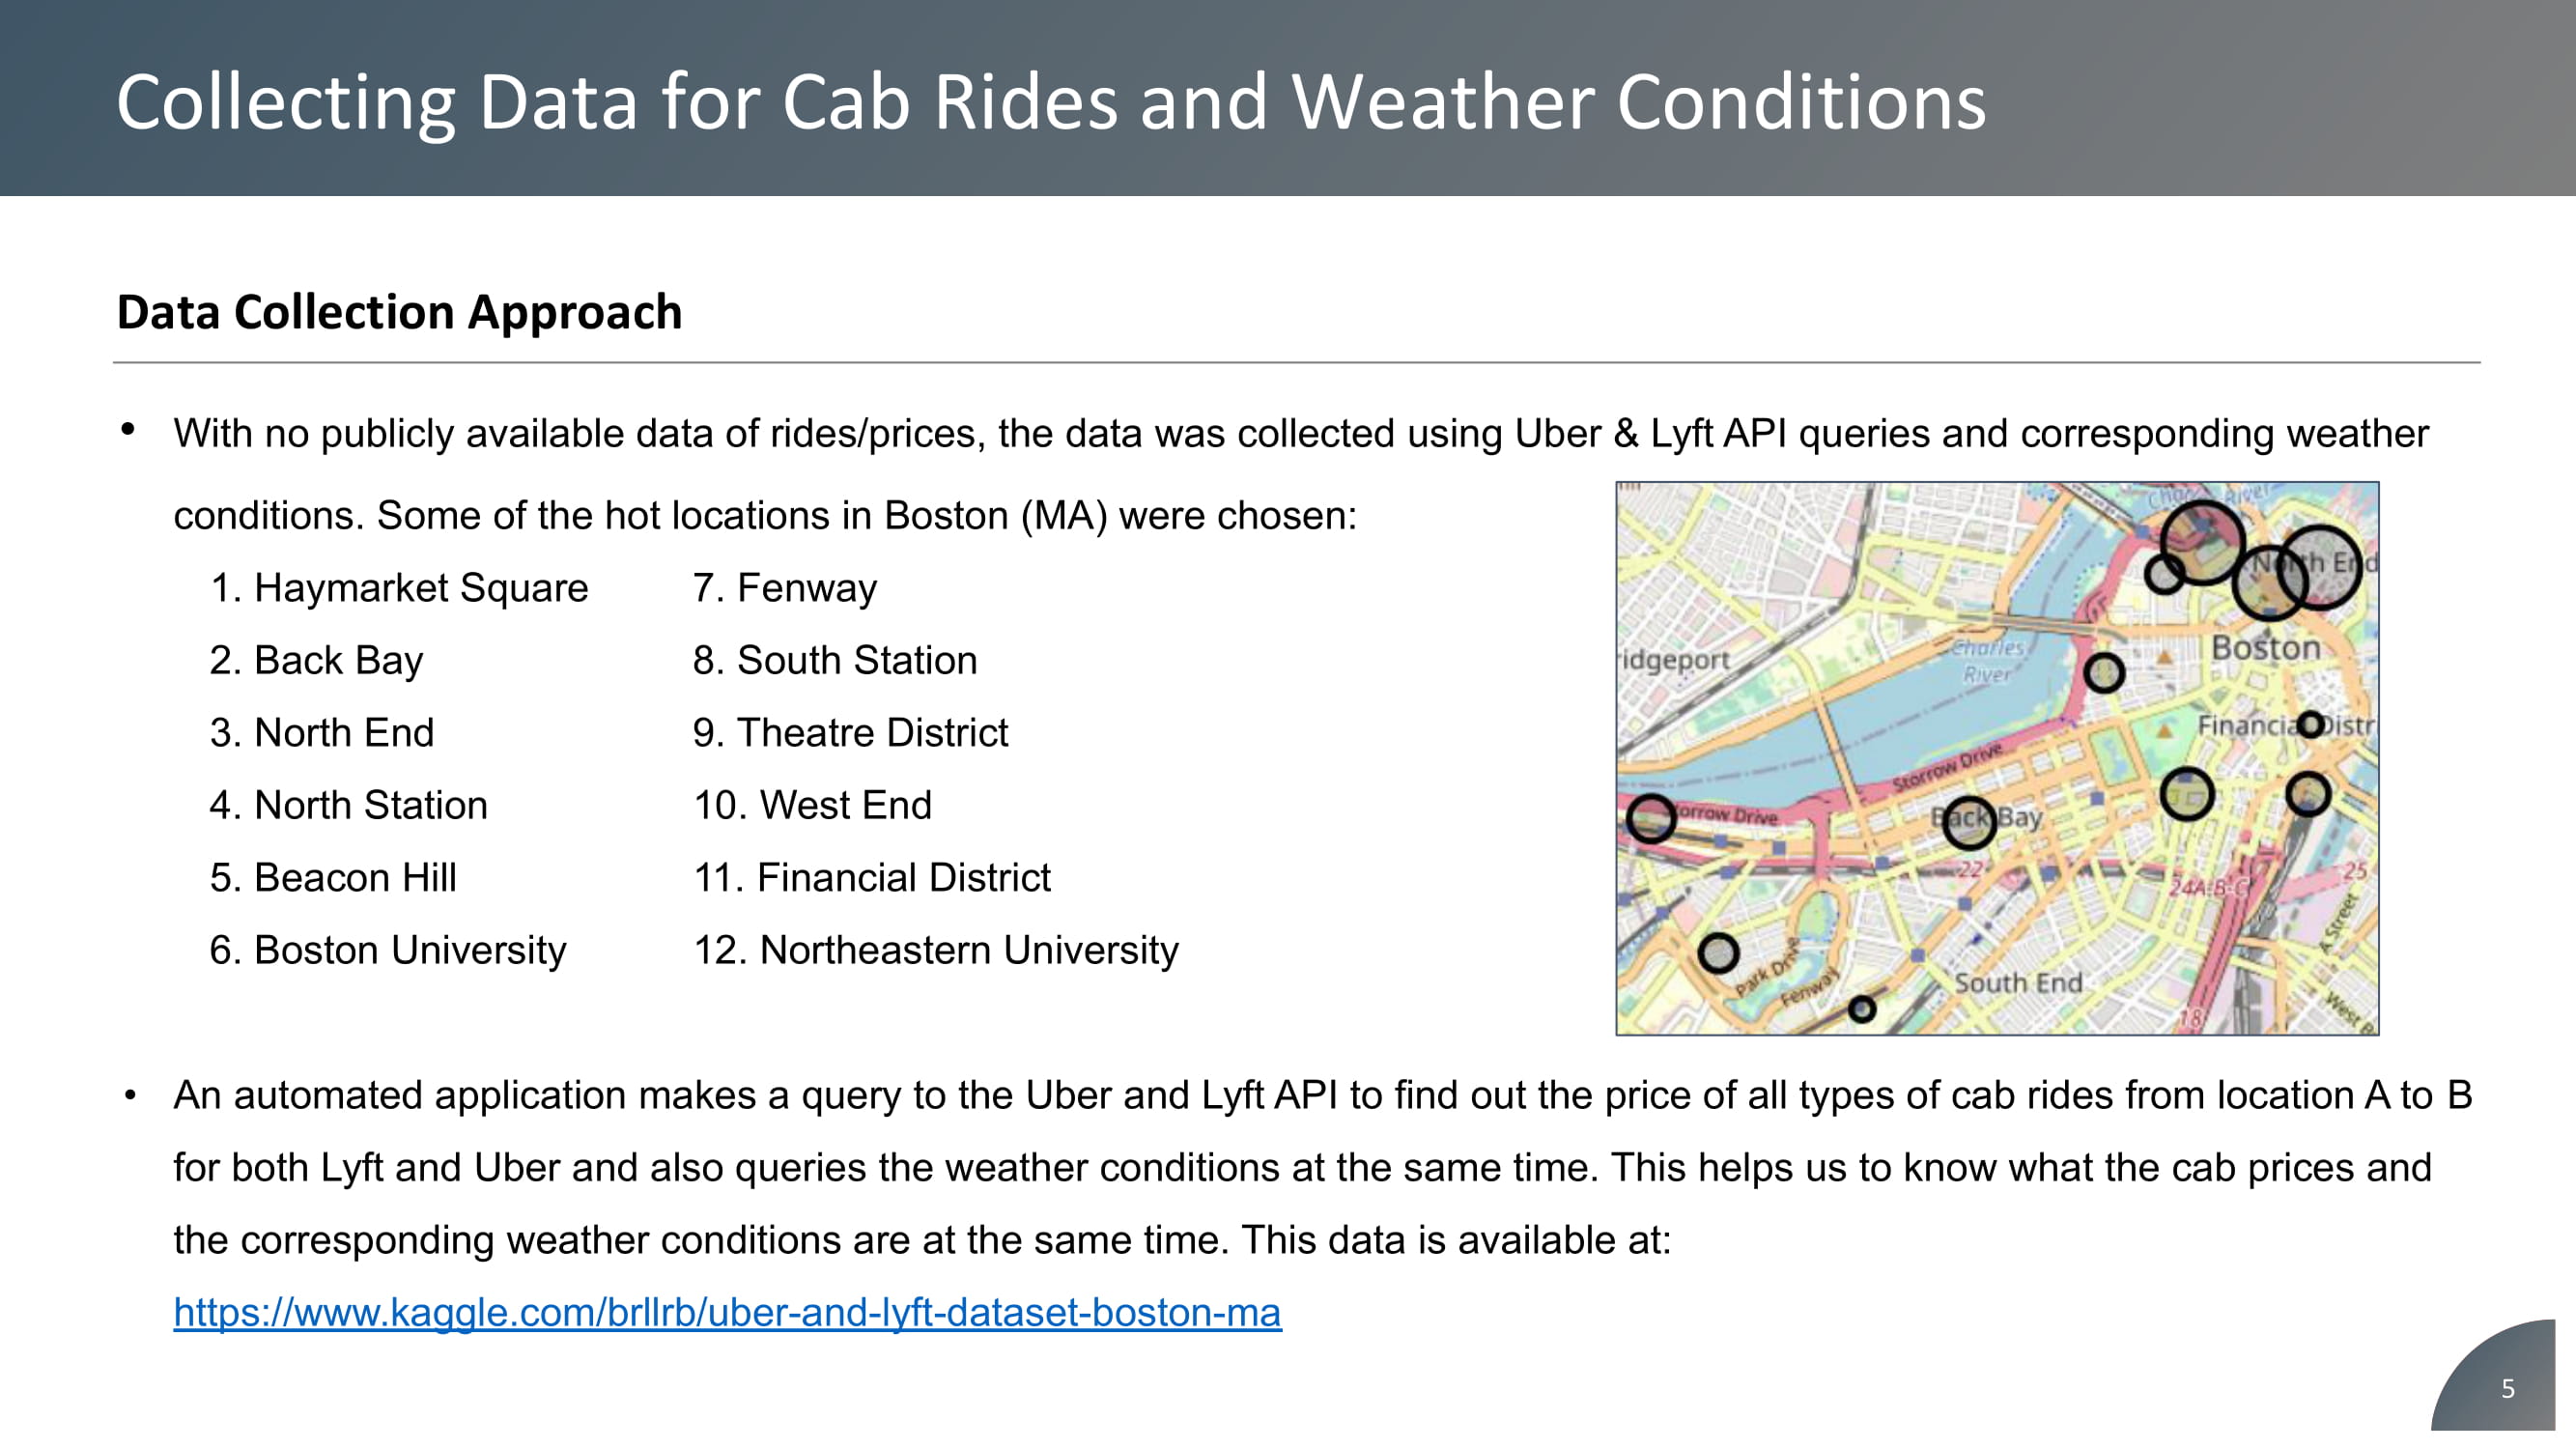 Collecting Data for Cab Rides and Weather Conditions
Data Collection Approach
• With no publicly available data of rides/prices, the data was collected using Uber & Lyft API queries and corresponding weather
conditions. Some of the hot locations in Boston (MA) were chosen:
1. Haymarket Square
2. Back Bay
3. North End
4. North Station
5. Beacon Hill
6. Boston University
7. Fenway
8. South Station
9. Theatre District
10. West End
11. Financial District
12. Northeastern University
River
North End
Boston
Charles
River
idgeport
Financial Distr
Storrow Drive
orrow Drive
Back Bay
22
24A-B-C
25
A Street
Park Drive
Fenway
South End
18
West B
• An automated application makes a query to the Uber and Lyft API to find out the price of all types of cab rides from location A to B
for both Lyft and Uber and also queries the weather conditions at the same time. This helps us to know what the cab prices and
the corresponding weather conditions are at the same time. This data is available at:
https://www.kaggle.com/brllrb/uber-and-lyft-dataset-boston-ma
5